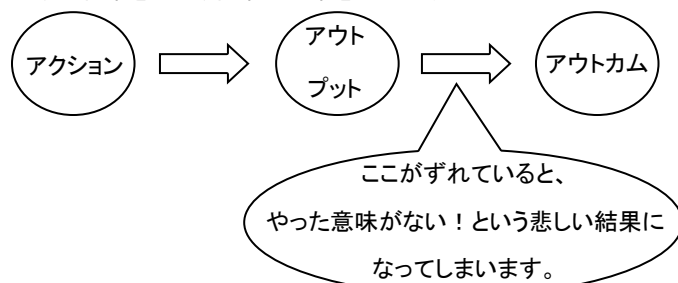 アクション
アウト
プット
アウトカム
ここがずれていると、
やった意味がない！という悲しい結果に
なってしまいます。